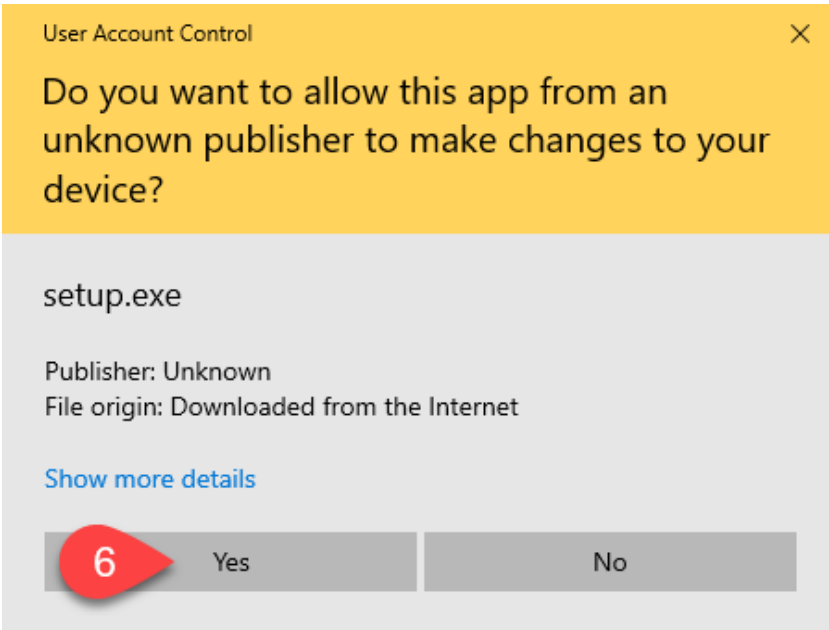 User Account Control
Do you want to allow this app from an
unknown publisher to make changes to your
device?
setup.exe
Publisher: Unknown
File origin: Downloaded from the Internet
Show more details
6 Yes No